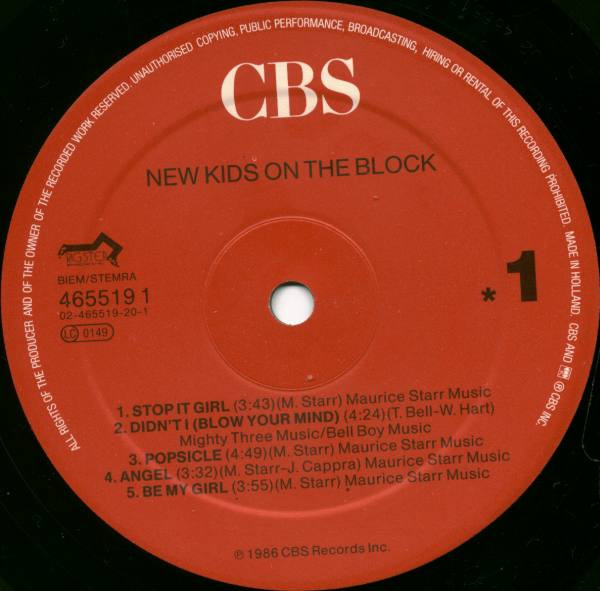 ALL RIGHTS OF THE PRODUCER AND OF THE OWNER OF THE RECORDED WORK RESERVED. UNAUTHORISED COPYING, PUBLIC PERFORMANCE, BROADCASTING, HIRING OR RENTAL OF THIS RECORDING PROHIBITED. MADE IN HOLLAND. CBS AND ℗ CBS INC.
CBS
NEW KIDS ON THE BLOCK
BIEM/STEMRA
465519 1
02-465519-20-1
LC 0149
* 1
1. STOP IT GIRL (3:43) (M. Starr) Maurice Starr Music
2. DIDN'T I (BLOW YOUR MIND) (4:24) (T. Bell-W. Hart)
Mighty Three Music/Bell Boy Music
3. POPSICLE (4:49) (M. Starr) Maurice Starr Music
4. ANGEL (3:32) (M. Starr-J. Cappra) Maurice Starr Music
5. BE MY GIRL (3:55) (M. Starr) Maurice Starr Music
℗ 1986 CBS Records Inc.